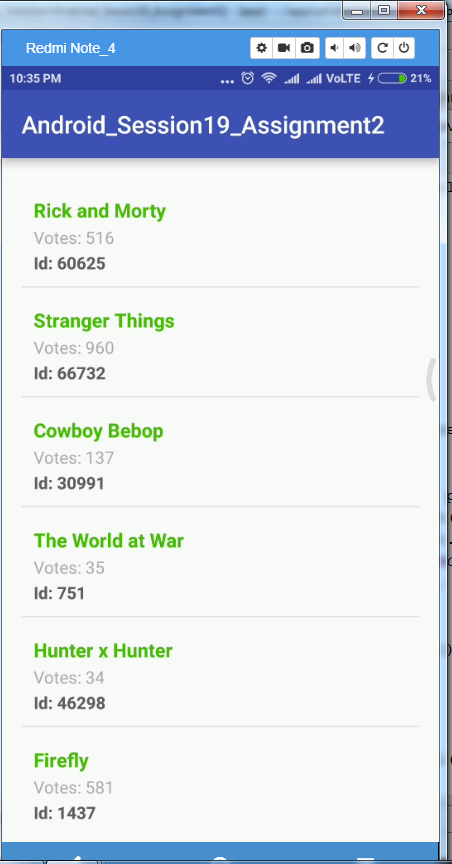 Redmi Note_4
10:35 PM ... VoLTE 21%
Android_Session19_Assignment2
Rick and Morty
Votes: 516
Id: 60625
Stranger Things
Votes: 960
Id: 66732
Cowboy Bebop
Votes: 137
Id: 30991
The World at War
Votes: 35
Id: 751
Hunter x Hunter
Votes: 34
Id: 46298
Firefly
Votes: 581
Id: 1437